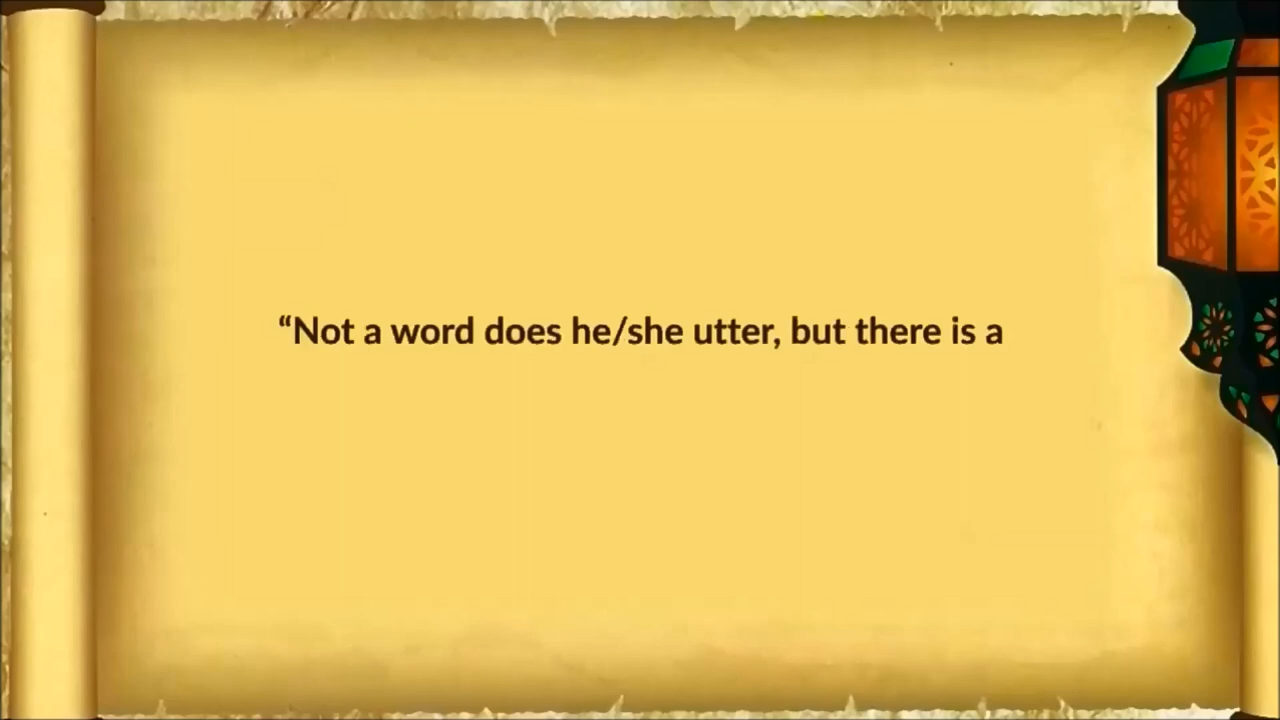 “Not a word does he/she utter, but there is a